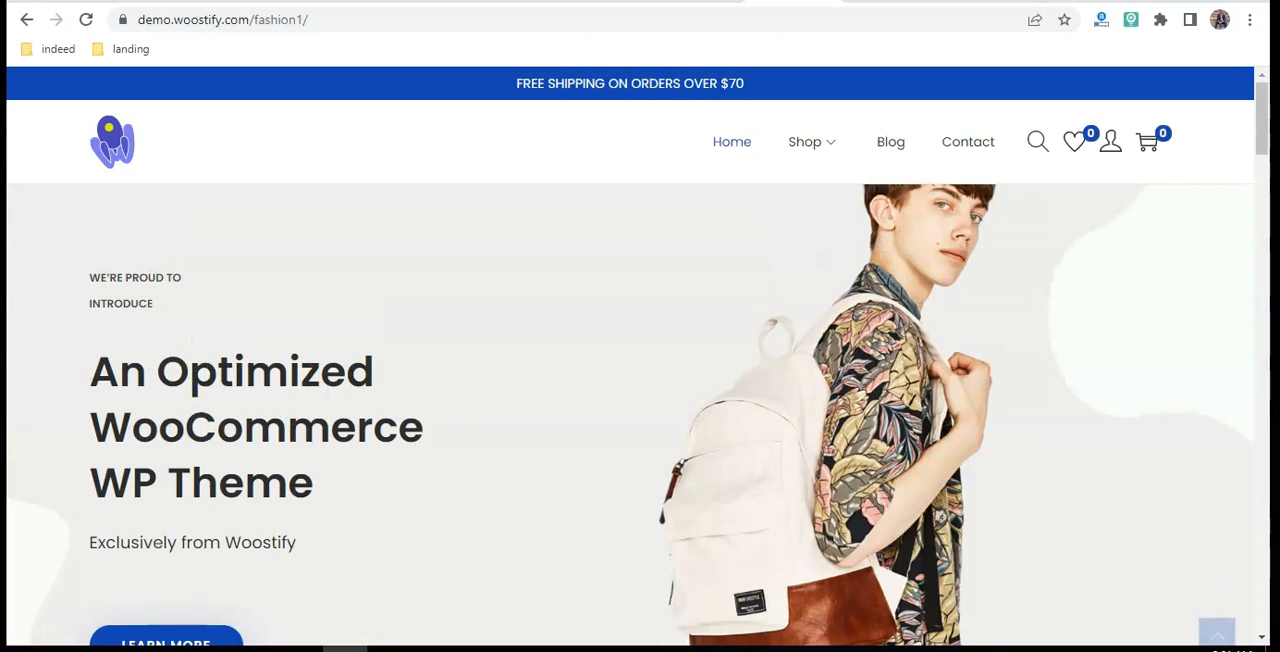 demo.woostify.com/fashion1/
indeed
landing
FREE SHIPPING ON ORDERS OVER $70
Home
Shop
Blog
Contact
0
0
WE'RE PROUD TO
INTRODUCE
An Optimized
WooCommerce
WP Theme
Exclusively from Woostify
LEARN MORE